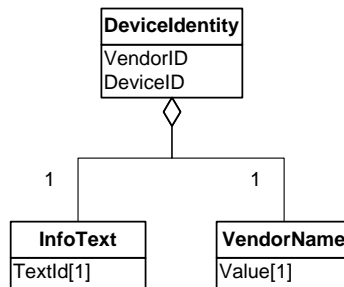 DeviceIdentity
VendorID
DeviceID
1
1
InfoText
TextId[1]
VendorName
Value[1]